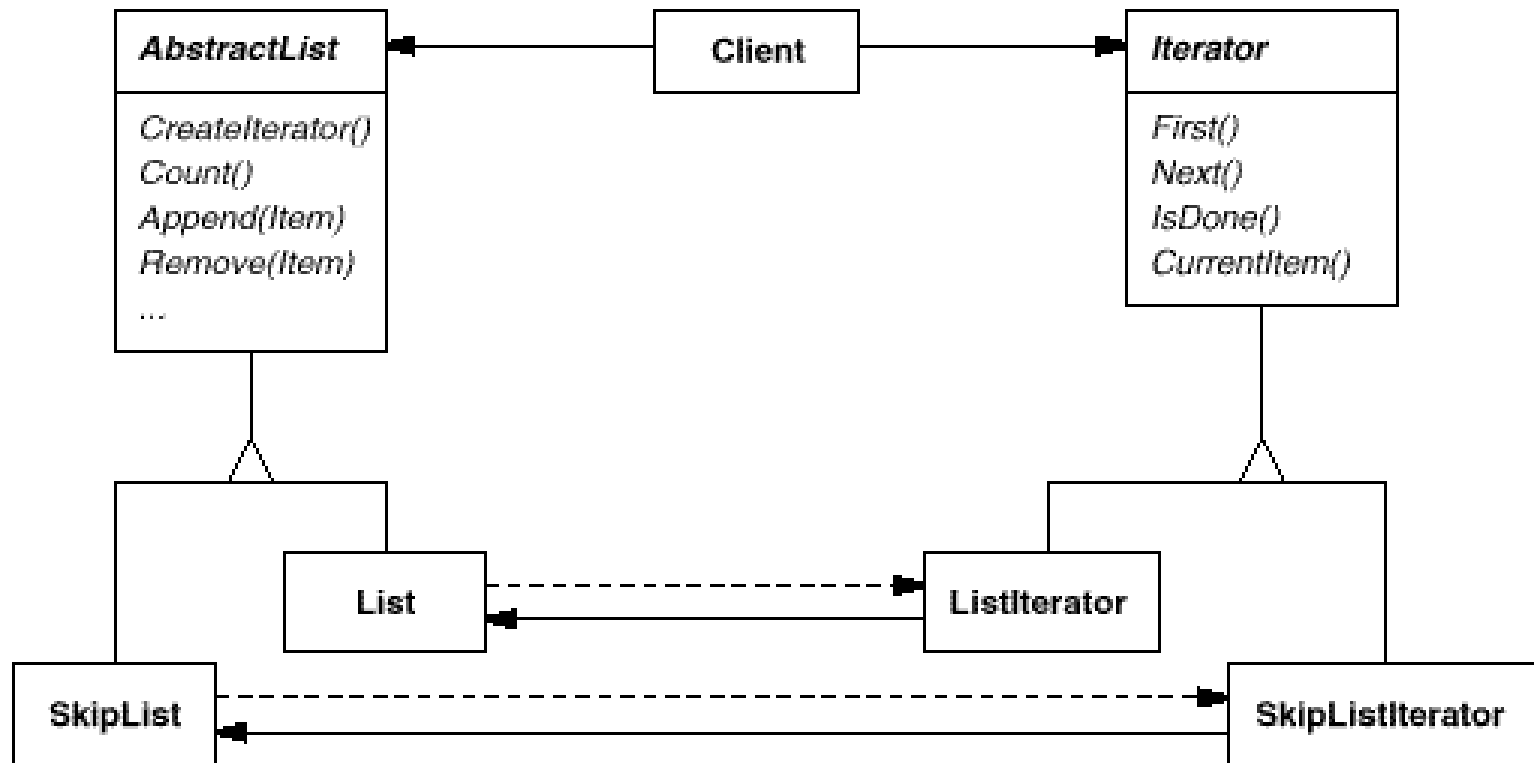 AbstractList
CreateIterator()
Count()
Append(Item)
Remove(Item)
...
Client
Iterator
First()
Next()
IsDone()
CurrentItem()
List
ListIterator
SkipList
SkipListIterator